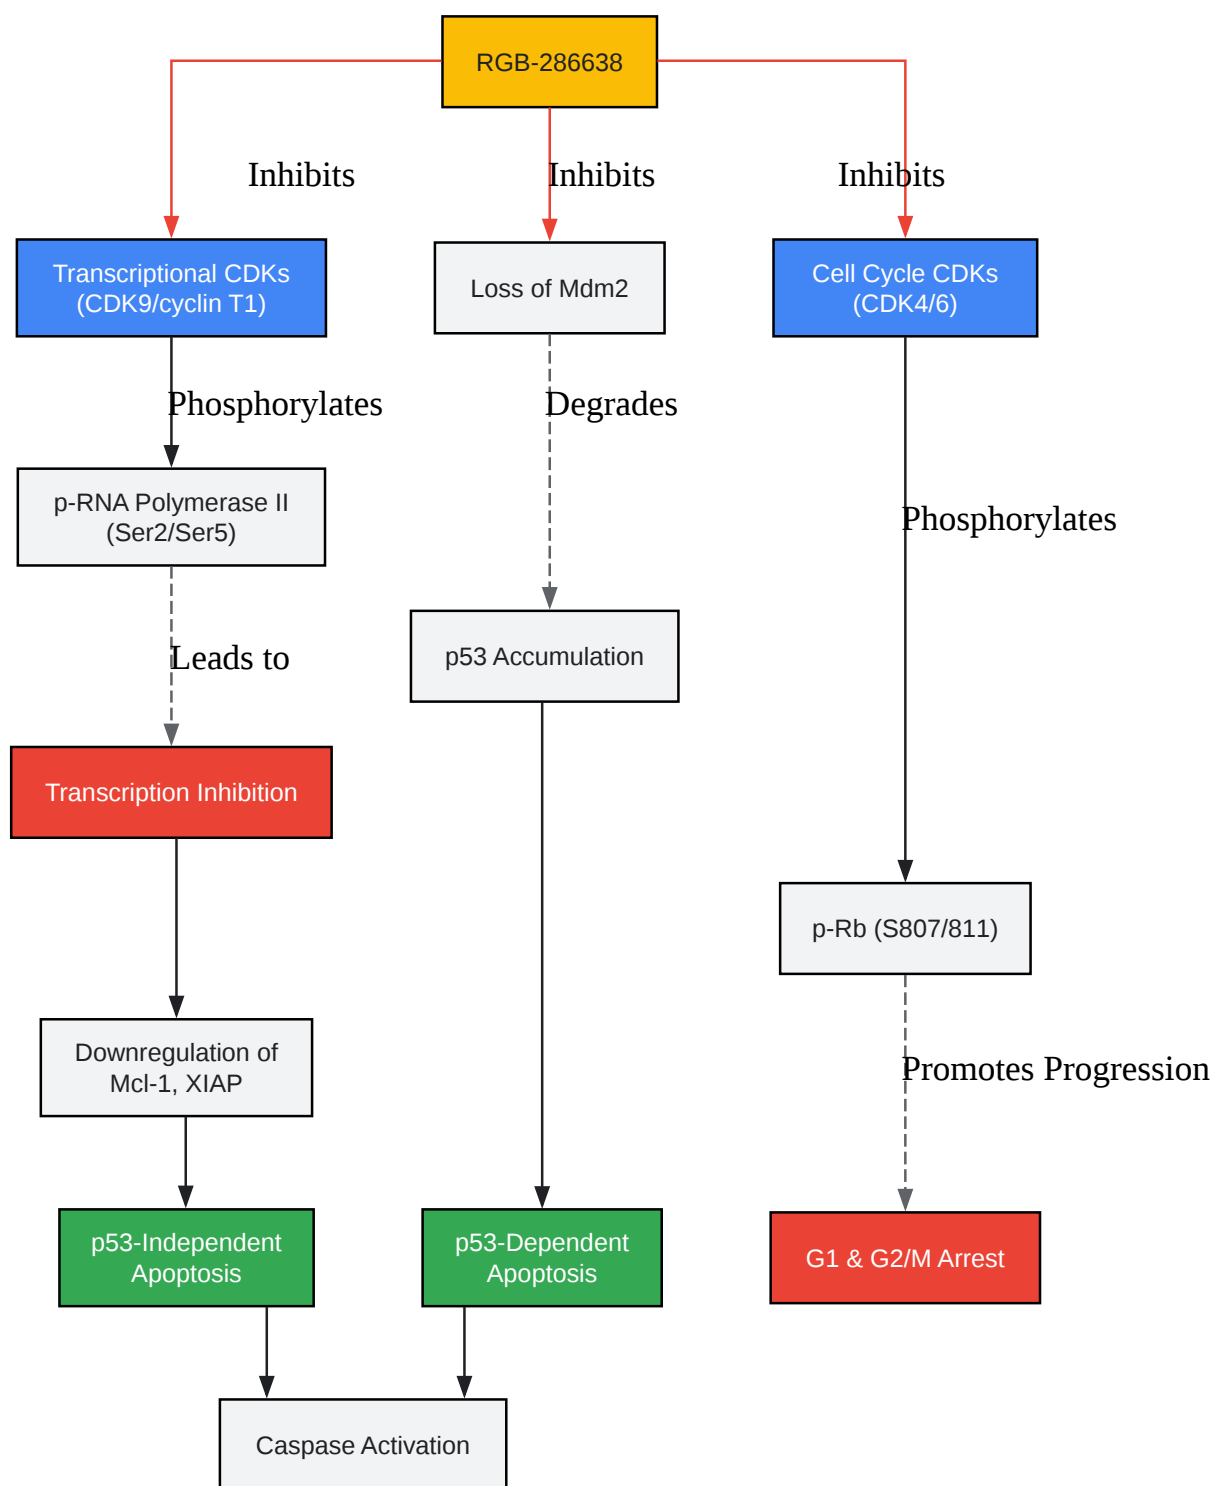 RGB-286638
Inhibits
Inhibits
Inhibits
Transcriptional CDKs
(CDK9/cyclin T1)
Loss of Mdm2
Cell Cycle CDKs
(CDK4/6)
Phosphorylates
Degrades
p-RNA Polymerase II
(Ser2/Ser5)
Phosphorylates
Leads to
p53 Accumulation
Transcription Inhibition
p-Rb (S807/811)
Downregulation of
Mcl-1, XIAP
Promotes Progression
p53-Independent
Apoptosis
p53-Dependent
Apoptosis
G1 & G2/M Arrest
Caspase Activation